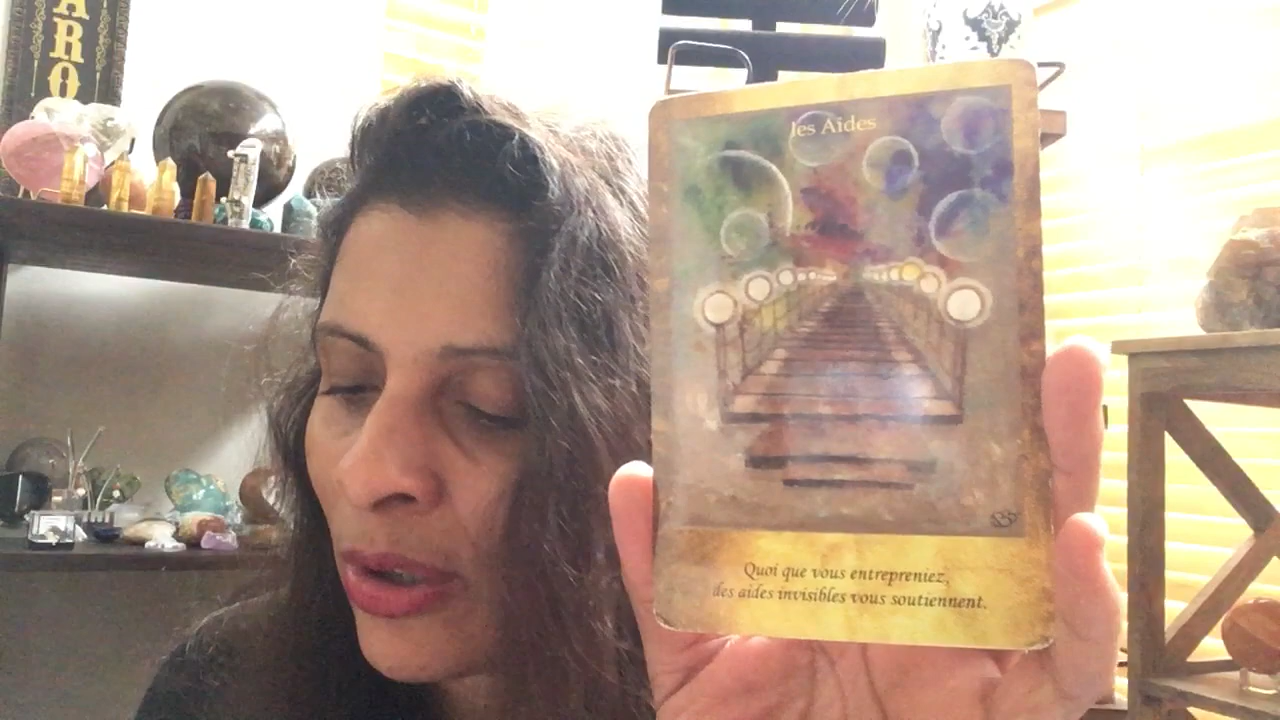 ARO
les Aides
Quoi que vous entrepreniez,
des aides invisibles vous soutiennent.